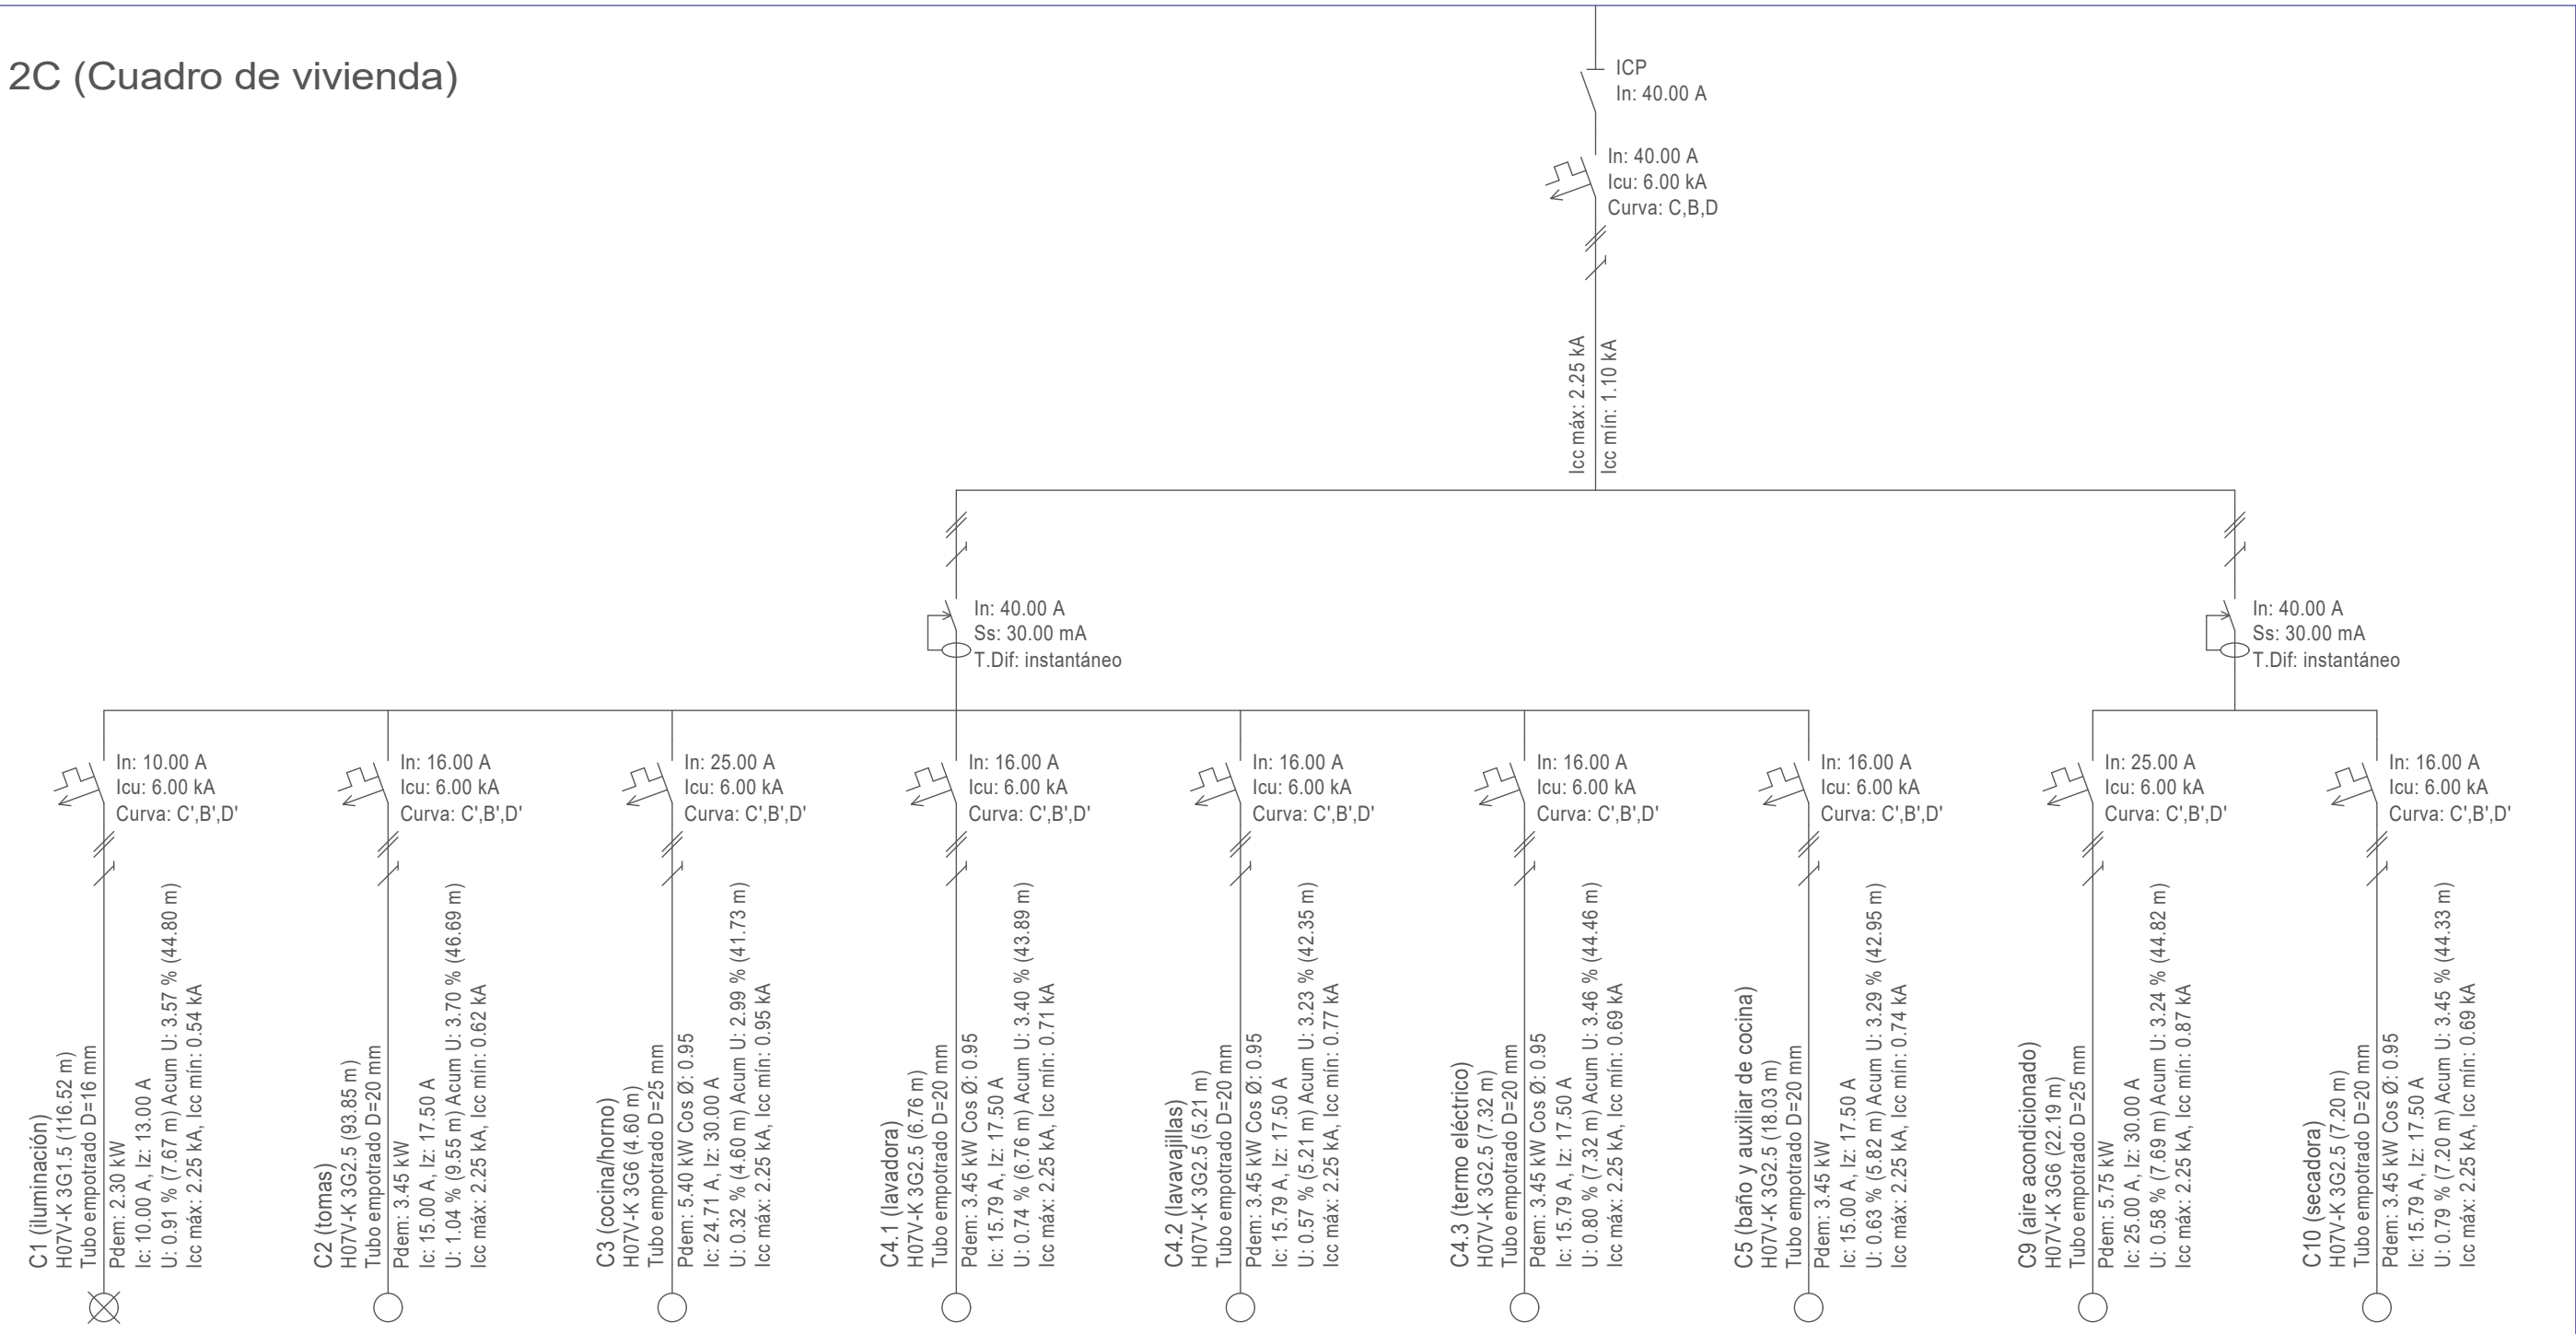 2C (Cuadro de vivienda)
ICP
In: 40.00 A
In: 40.00 A
Icu: 6.00 kA
Curva: C,B,D
Icc máx: 2.25 kA
Icc mín: 1.10 kA
In: 40.00 A
Ss: 30.00 mA
T.Dif: instantáneo
In: 40.00 A
Ss: 30.00 mA
T.Dif: instantáneo
In: 10.00 A
Icu: 6.00 kA
Curva: C',B',D'
C1 (iluminación)
H07V-K 3G1.5 (116.52 m)
Tubo empotrado D=16 mm
Pdem: 2.30 kW
Ic: 10.00 A, Iz: 13.00 A
U: 0.91 % (7.67 m) Acum U: 3.57 % (44.80 m)
Icc máx: 2.25 kA, Icc mín: 0.54 kA
In: 16.00 A
Icu: 6.00 kA
Curva: C',B',D'
C2 (tomas)
H07V-K 3G2.5 (93.85 m)
Tubo empotrado D=20 mm
Pdem: 3.45 kW
Ic: 15.00 A, Iz: 17.50 A
U: 1.04 % (9.55 m) Acum U: 3.70 % (46.69 m)
Icc máx: 2.25 kA, Icc mín: 0.62 kA
In: 25.00 A
Icu: 6.00 kA
Curva: C',B',D'
C3 (cocina/horno)
H07V-K 3G6 (4.60 m)
Tubo empotrado D=25 mm
Pdem: 5.40 kW Cos Ø: 0.95
Ic: 24.71 A, Iz: 30.00 A
U: 0.32 % (4.60 m) Acum U: 2.99 % (41.73 m)
Icc máx: 2.25 kA, Icc mín: 0.95 kA
In: 16.00 A
Icu: 6.00 kA
Curva: C',B',D'
C4.1 (lavadora)
H07V-K 3G2.5 (6.76 m)
Tubo empotrado D=20 mm
Pdem: 3.45 kW Cos Ø: 0.95
Ic: 15.79 A, Iz: 17.50 A
U: 0.74 % (6.76 m) Acum U: 3.40 % (43.89 m)
Icc máx: 2.25 kA, Icc mín: 0.71 kA
In: 16.00 A
Icu: 6.00 kA
Curva: C',B',D'
C4.2 (lavavajillas)
H07V-K 3G2.5 (5.21 m)
Tubo empotrado D=20 mm
Pdem: 3.45 kW Cos Ø: 0.95
Ic: 15.79 A, Iz: 17.50 A
U: 0.57 % (5.21 m) Acum U: 3.23 % (42.35 m)
Icc máx: 2.25 kA, Icc mín: 0.77 kA
In: 16.00 A
Icu: 6.00 kA
Curva: C',B',D'
C4.3 (termo eléctrico)
H07V-K 3G2.5 (7.32 m)
Tubo empotrado D=20 mm
Pdem: 3.45 kW Cos Ø: 0.95
Ic: 15.79 A, Iz: 17.50 A
U: 0.80 % (7.32 m) Acum U: 3.46 % (44.46 m)
Icc máx: 2.25 kA, Icc mín: 0.69 kA
In: 16.00 A
Icu: 6.00 kA
Curva: C',B',D'
C5 (baño y auxiliar de cocina)
H07V-K 3G2.5 (18.03 m)
Tubo empotrado D=20 mm
Pdem: 3.45 kW
Ic: 15.00 A, Iz: 17.50 A
U: 0.63 % (5.82 m) Acum U: 3.29 % (42.95 m)
Icc máx: 2.25 kA, Icc mín: 0.74 kA
In: 25.00 A
Icu: 6.00 kA
Curva: C',B',D'
C9 (aire acondicionado)
H07V-K 3G6 (22.19 m)
Tubo empotrado D=25 mm
Pdem: 5.75 kW
Ic: 25.00 A, Iz: 30.00 A
U: 0.58 % (7.69 m) Acum U: 3.24 % (44.82 m)
Icc máx: 2.25 kA, Icc mín: 0.87 kA
In: 16.00 A
Icu: 6.00 kA
Curva: C',B',D'
C10 (secadora)
H07V-K 3G2.5 (7.20 m)
Tubo empotrado D=20 mm
Pdem: 3.45 kW Cos Ø: 0.95
Ic: 15.79 A, Iz: 17.50 A
U: 0.79 % (7.20 m) Acum U: 3.45 % (44.33 m)
Icc máx: 2.25 kA, Icc mín: 0.69 kA